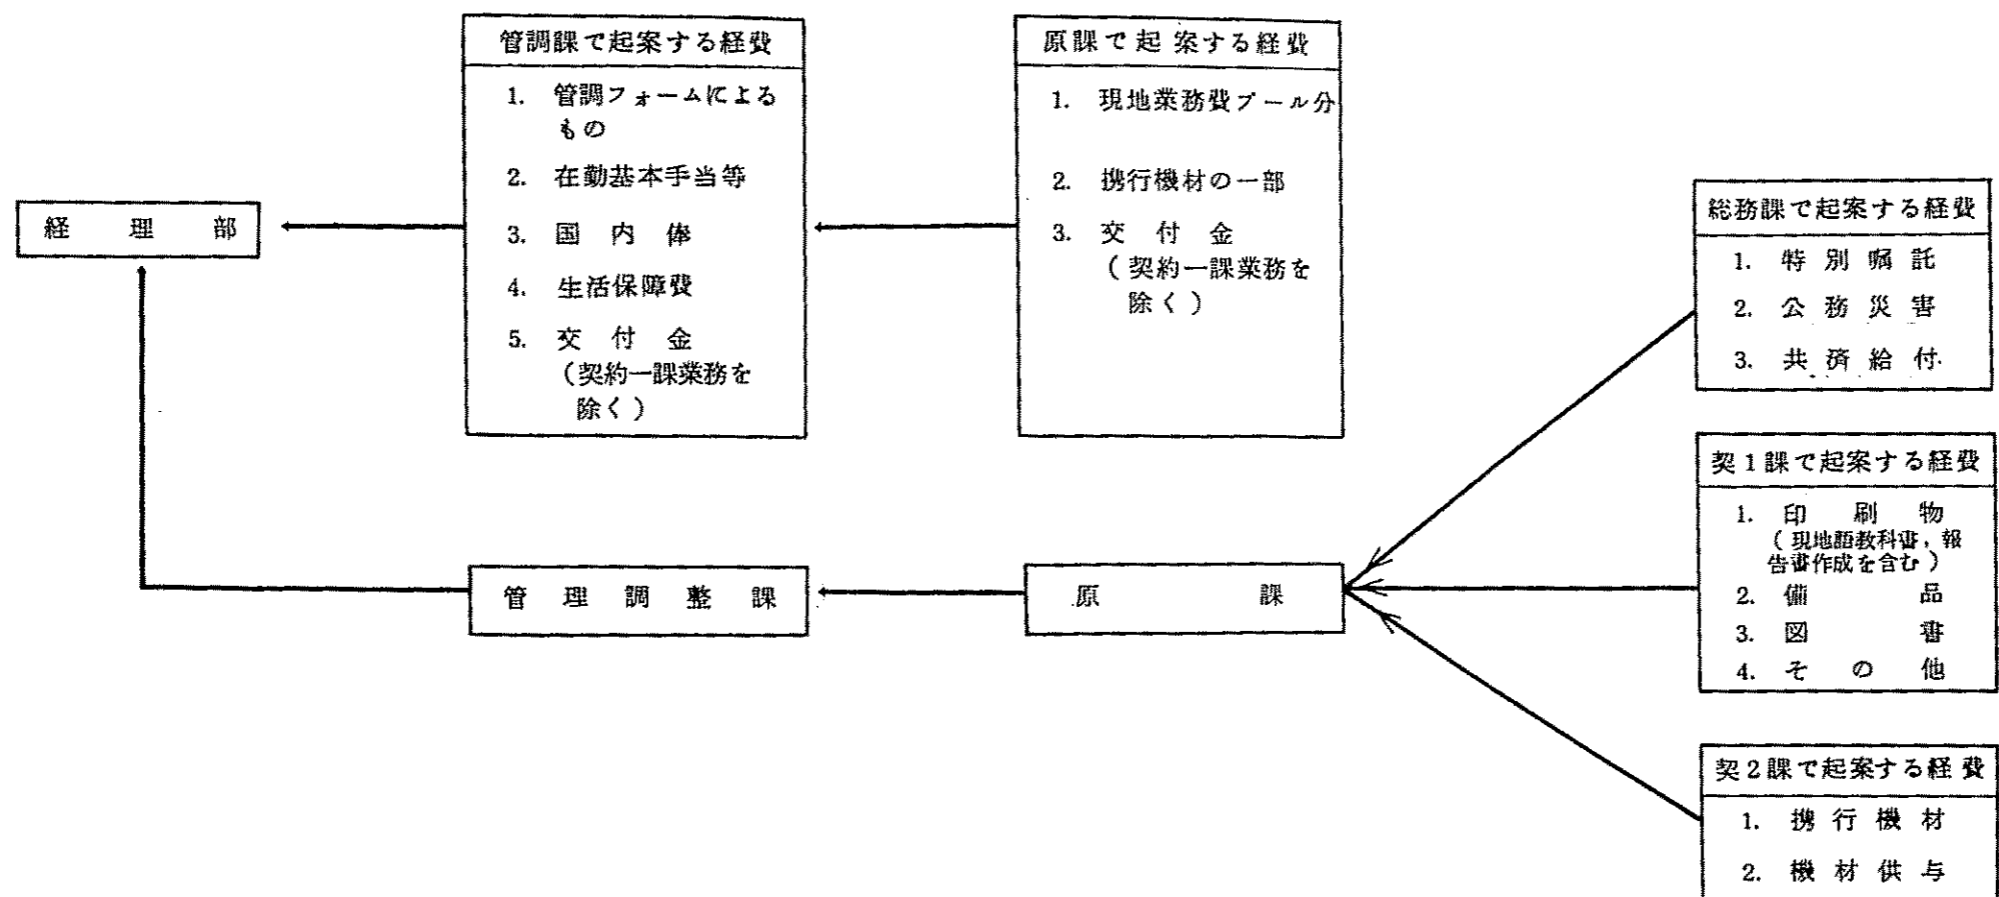 経理部
管調課で起案する経費
1. 管調フォームによる
もの
2. 在勤基本手当等
3. 国内俸
4. 生活保障費
5. 交付金
（契約一課業務を
除く）
原課で起案する経費
1. 現地業務費プール分
2. 携行機材の一部
3. 交付金
（契約一課業務を
除く）
総務課で起案する経費
1. 特別嘱託
2. 公務災害
3. 共済給付
契1課で起案する経費
1. 印刷物
（現地語教科書，報
告書作成を含む）
2. 備品
3. 図書
4. その他
管理調整課
原課
契2課で起案する経費
1. 携行機材
2. 機材供与